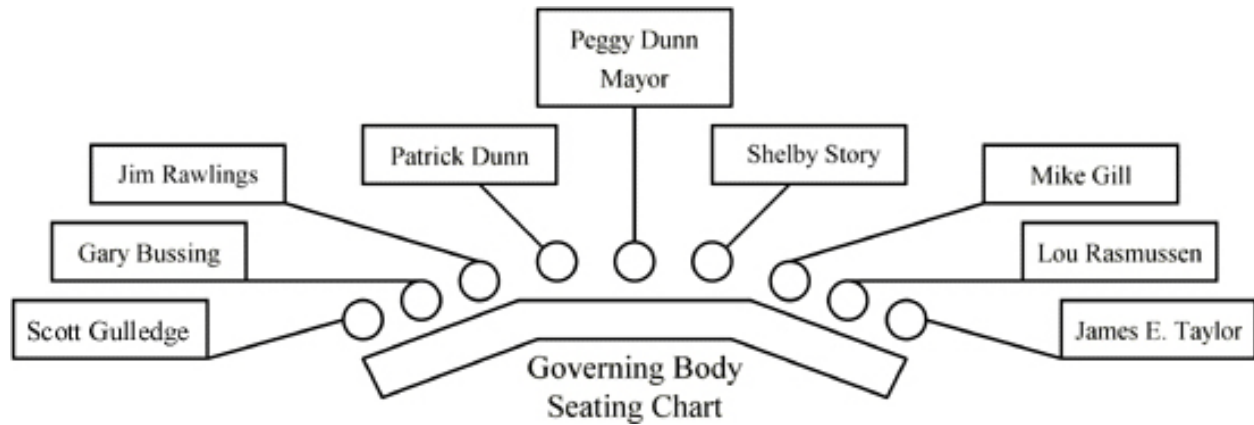 Peggy Dunn
Mayor
Patrick Dunn
Shelby Story
Jim Rawlings
Mike Gill
Gary Bussing
Lou Rasmussen
Scott Gulledge
James E. Taylor
Governing Body
Seating Chart